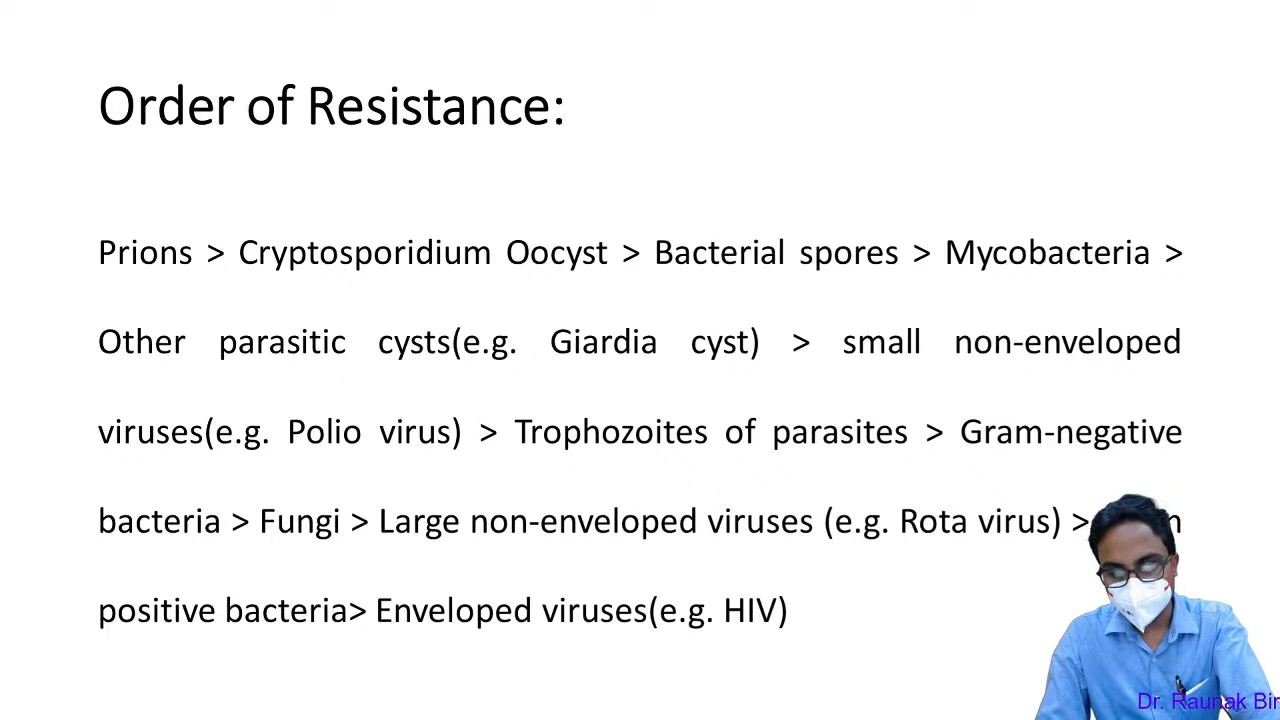 Order of Resistance:
Prions > Cryptosporidium Oocyst > Bacterial spores > Mycobacteria >
Other parasitic cysts(e.g. Giardia cyst) > small non-enveloped
viruses(e.g. Polio virus) > Trophozoites of parasites > Gram-negative
bacteria > Fungi > Large non-enveloped viruses (e.g. Rota virus) >
positive bacteria> Enveloped viruses(e.g. HIV)
Dr. Raunak